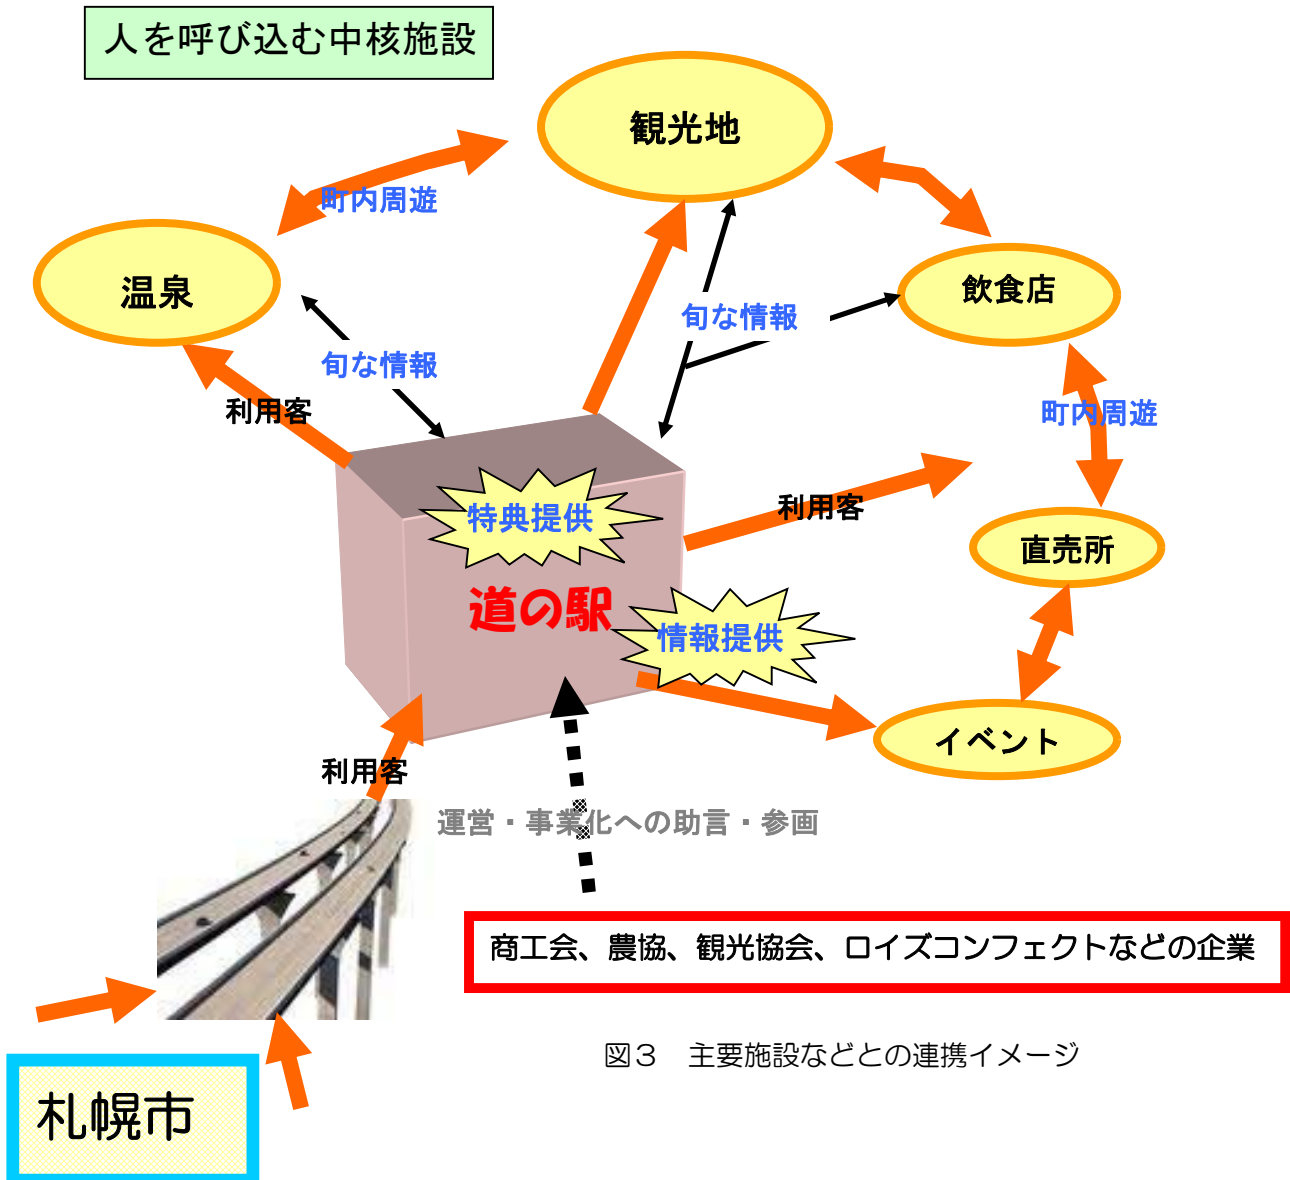 人を呼び込む中核施設
観光地
町内周遊
温泉
飲食店
旬な情報
旬な情報
利用客
町内周遊
利用客
特典提供
直売所
道の駅
情報提供
イベント
利用客
運営・事業化への助言・参画
商工会、農協、観光協会、ロイズコンフェクトなどの企業
図３　主要施設などとの連携イメージ
札幌市